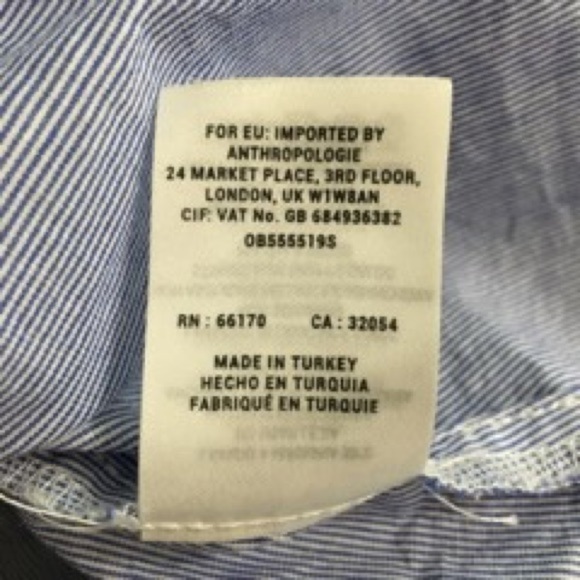 FOR EU: IMPORTED BY
ANTHROPOLOGIE
24 MARKET PLACE, 3RD FLOOR,
LONDON, UK W1W8AN
CIF: VAT No. GB 684936382
OB555519S
RN : 66170 CA : 32054
MADE IN TURKEY
HECHO EN TURQUIA
FABRIQUÉ EN TURQUIE